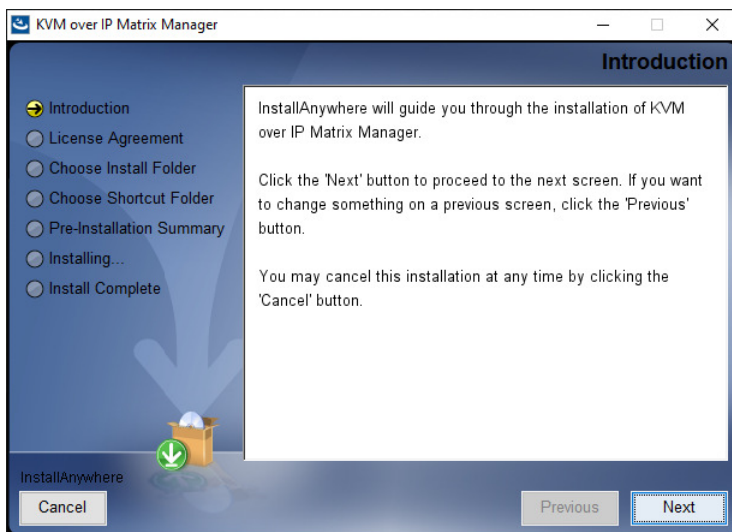 KVM over IP Matrix Manager
Introduction
Introduction
License Agreement
Choose Install Folder
Choose Shortcut Folder
Pre-Installation Summary
Installing...
Install Complete
InstallAnywhere will guide you through the installation of KVM
over IP Matrix Manager.
Click the 'Next' button to proceed to the next screen. If you want
to change something on a previous screen, click the 'Previous'
button.
You may cancel this installation at any time by clicking the
'Cancel' button.
InstallAnywhere
Cancel
Previous
Next